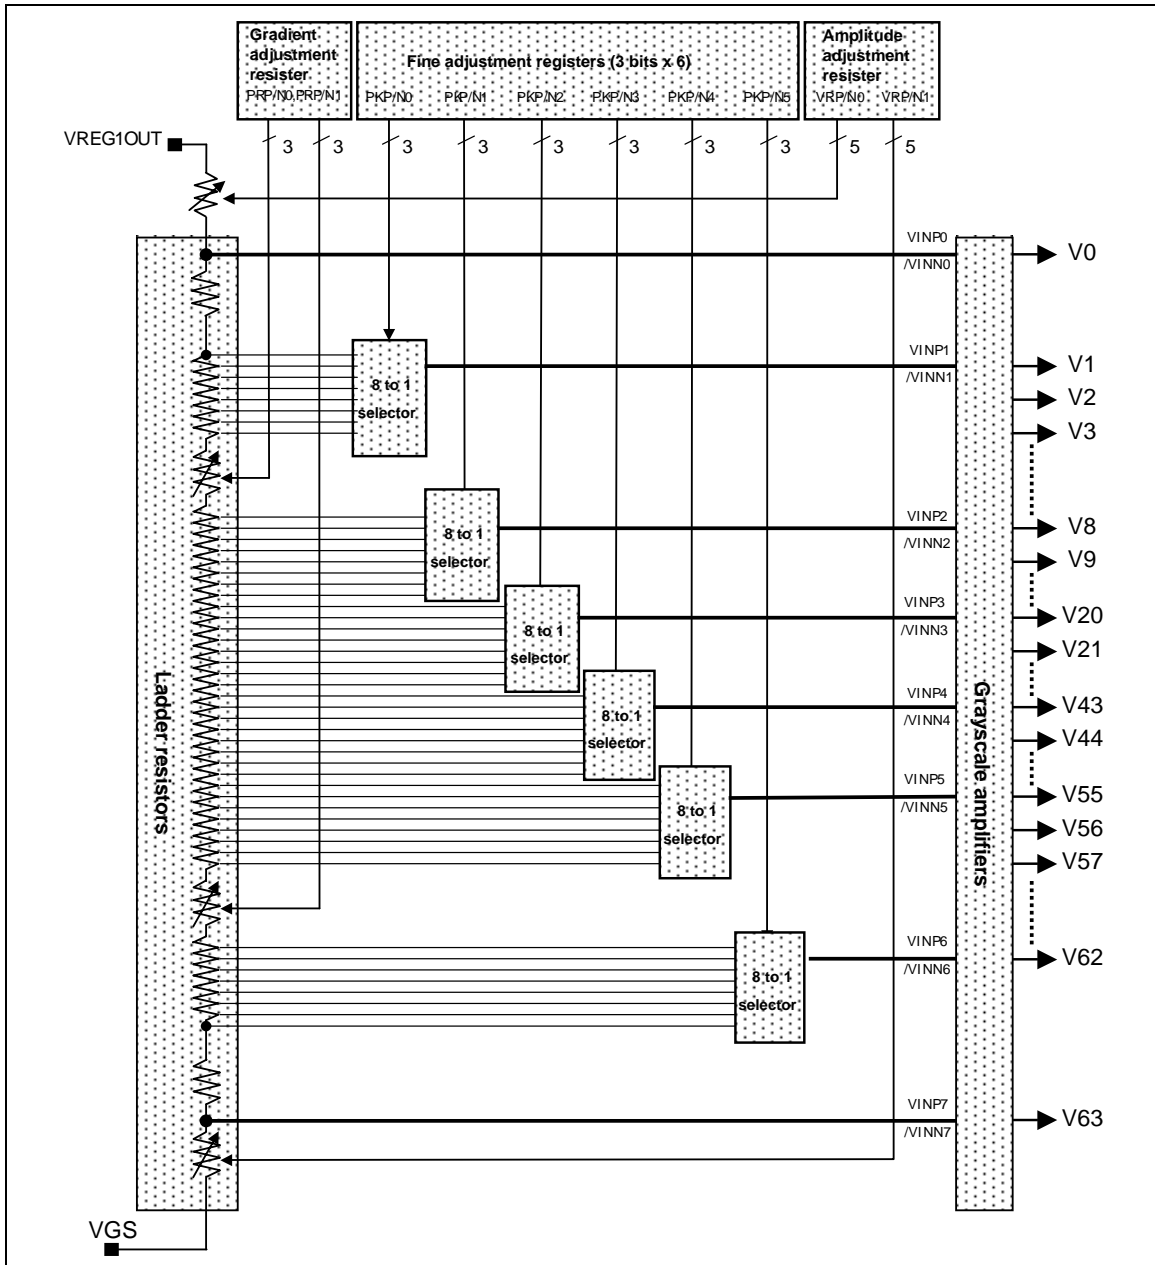 Gradient
adjustment
resister
PRP/N0 PRP/N1
Fine adjustment registers (3 bits x 6)
PKP/N0 PKP/N1 PKP/N2 PKP/N3 PKP/N4 PKP/N5
Amplitude
adjustment
resister
VRP/N0 VRP/N1
3 3 3 3 3 3 3 3 5 5
VREG1OUT
VINP0
/VINN0
V0
8 to 1
selector
VINP1
/VINN1
V1
V2
V3
8 to 1
selector
VINP2
/VINN2
V8
V9
8 to 1
selector
VINP3
/VINN3
V20
V21
8 to 1
selector
VINP4
/VINN4
V43
V44
8 to 1
selector
VINP5
/VINN5
V55
V56
V57
Ladder resistors
Grayscale amplifiers
8 to 1
selector
VINP6
/VINN6
V62
VINP7
/VINN7
V63
VGS